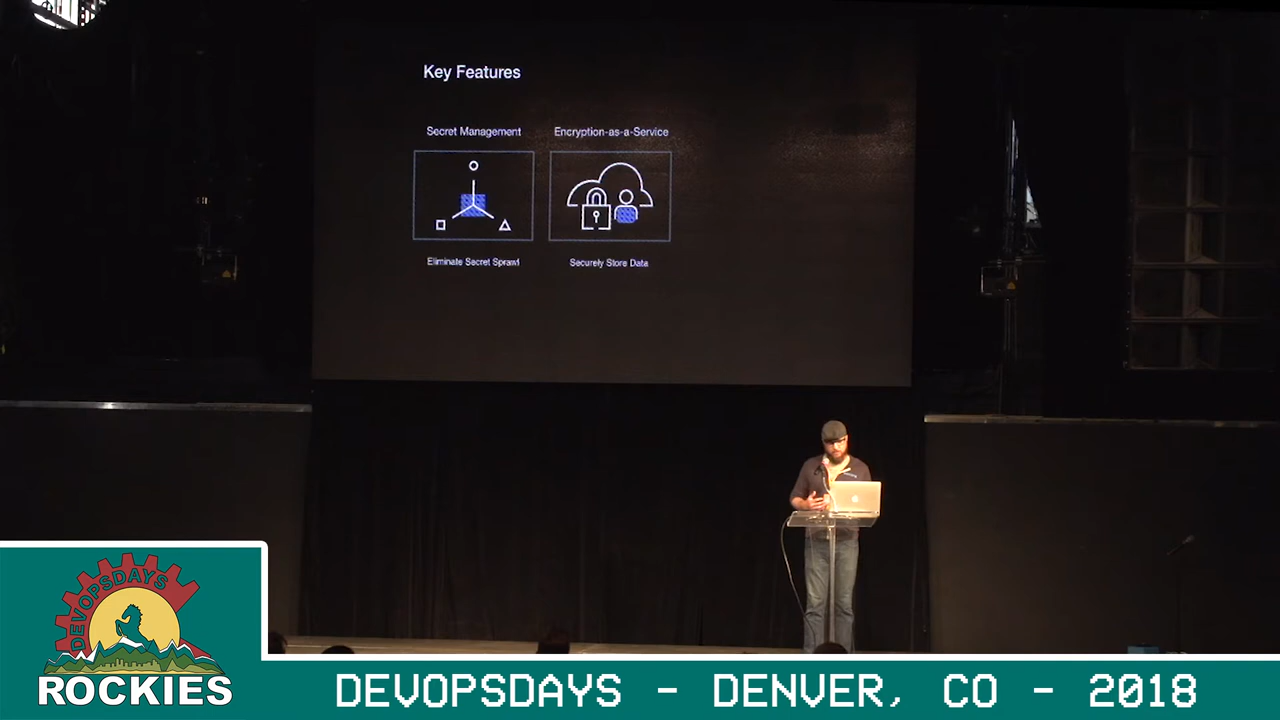 Key Features
Secret Management
Encryption-as-a-Service
Eliminate Secret Sprawl
Securely Store Data
DEVOPSDAYS
ROCKIES
DEVOPSDAYS - DENVER, CO - 2018